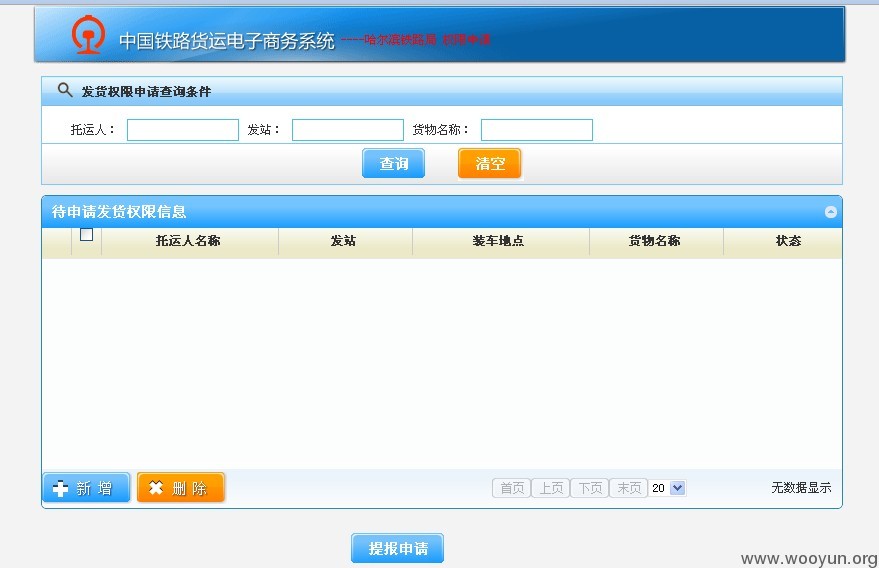 中国铁路货运电子商务系统 ----哈尔滨铁路局 权限申请
发货权限申请查询条件
托运人： 发站： 货物名称：
查询 清空
待申请发货权限信息
托运人名称 发站 装车地点 货物名称 状态
新增 删除 首页 上页 下页 末页 20 无数据显示
提报申请
www.wooyun.org